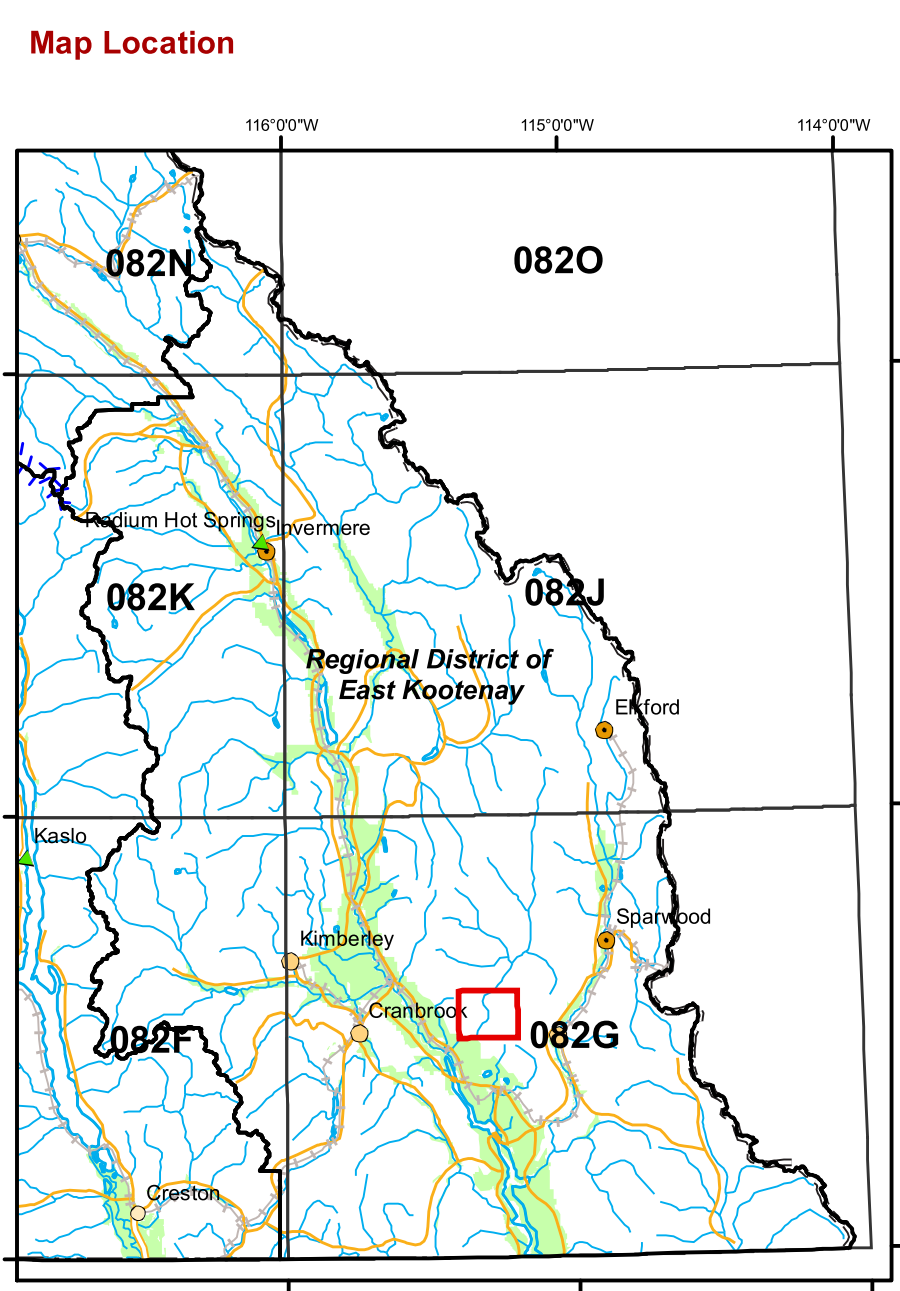 Map Location
116°0'0"W
115°0'0"W
114°0'0"W
082N
082O
Radium Hot Springs
Invermere
082K
082J
Regional District of
East Kootenay
Elkford
Kaslo
Sparwood
Kimberley
Cranbrook
082F
082G
Creston